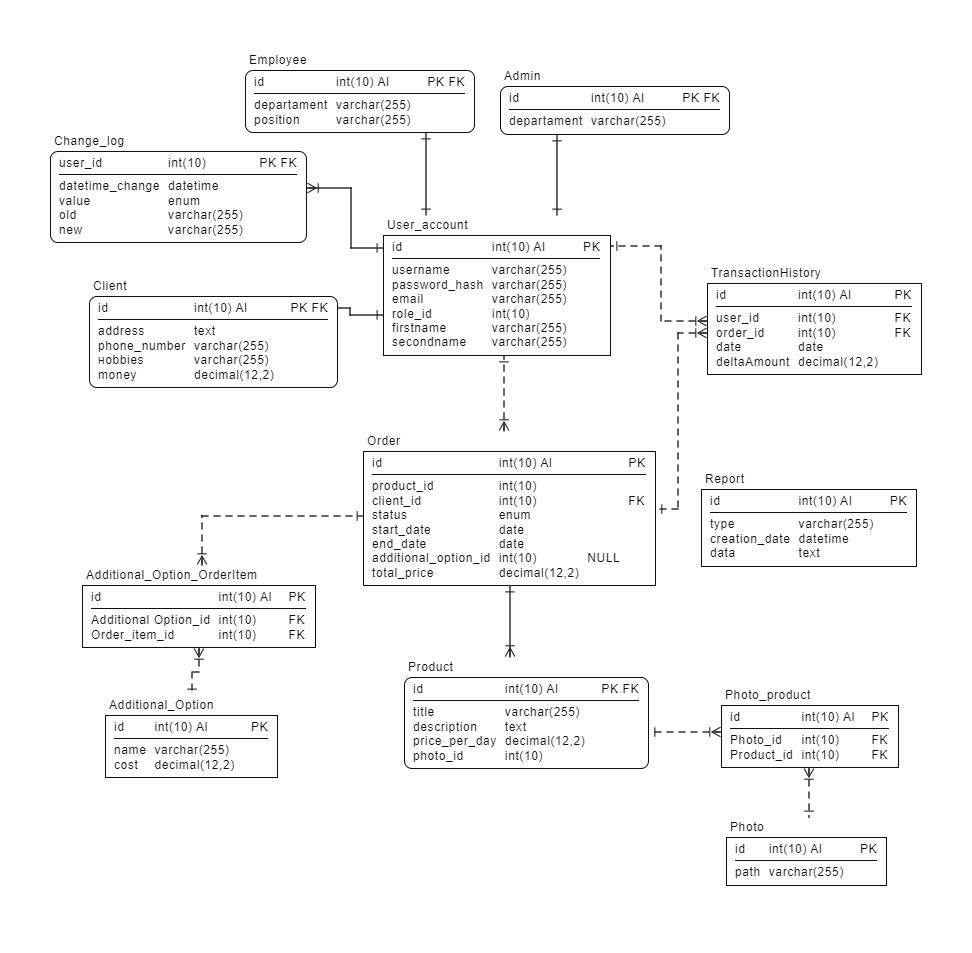 Employee
id int(10) AI PK FK
departament varchar(255)
position varchar(255)
Admin
id int(10) AI PK FK
departament varchar(255)
Change_log
user_id int(10) PK FK
datetime_change datetime
value enum
old varchar(255)
new varchar(255)
User_account
id int(10) AI PK
username varchar(255)
password_hash varchar(255)
email varchar(255)
role_id int(10)
firstname varchar(255)
secondname varchar(255)
TransactionHistory
id int(10) AI PK
user_id int(10) FK
order_id int(10) FK
date date
deltaAmount decimal(12,2)
Client
id int(10) AI PK FK
address text
phone_number varchar(255)
нobbies varchar(255)
money decimal(12,2)
Order
id int(10) AI PK
product_id int(10)
client_id int(10) FK
status enum
start_date date
end_date date
additional_option_id int(10) NULL
total_price decimal(12,2)
Report
id int(10) AI PK
type varchar(255)
creation_date datetime
data text
Additional_Option_OrderItem
id int(10) AI PK
Additional Option_id int(10) FK
Order_item_id int(10) FK
Additional_Option
id int(10) AI PK
name varchar(255)
cost decimal(12,2)
Product
id int(10) AI PK FK
title varchar(255)
description text
price_per_day decimal(12,2)
photo_id int(10)
Photo_product
id int(10) AI PK
Photo_id int(10) FK
Product_id int(10) FK
Photo
id int(10) AI PK
path varchar(255)